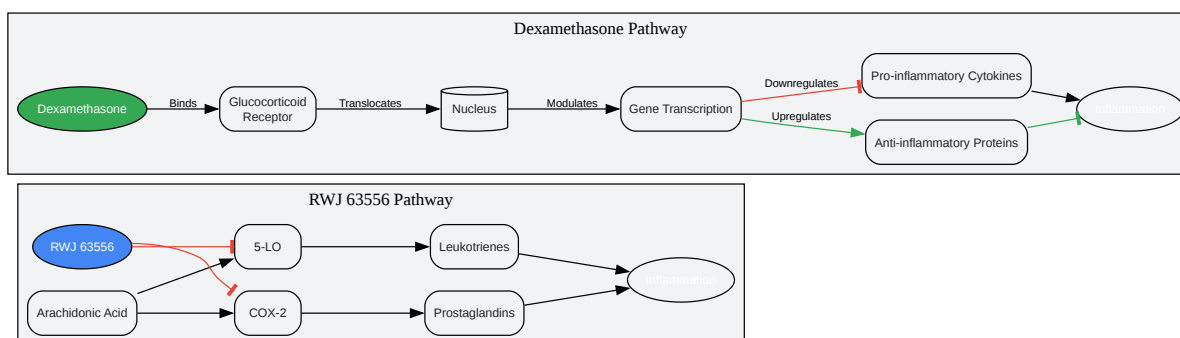 Dexamethasone Pathway
Dexamethasone
Binds
Glucocorticoid
Receptor
Translocates
Nucleus
Modulates
Gene Transcription
Downregulates
Upregulates
Pro-inflammatory Cytokines
Anti-inflammatory Proteins
Inflammation
RWJ 63556 Pathway
RWJ 63556
5-LO
Leukotrienes
Arachidonic Acid
COX-2
Prostaglandins
Inflammation